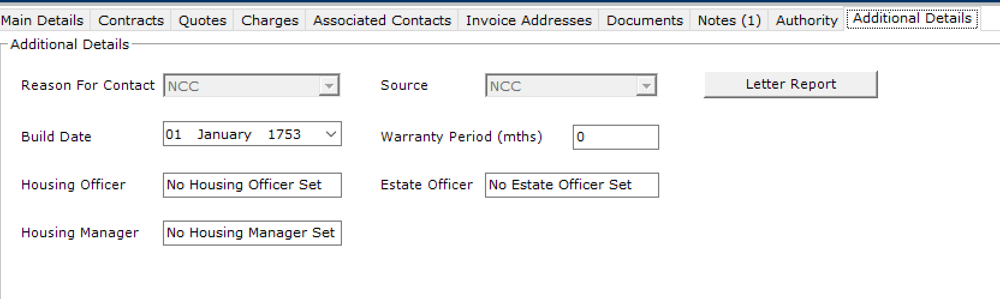 Main Details Contracts Quotes Charges Associated Contacts Invoice Addresses Documents Notes (1) Authority Additional Details
Additional Details
Reason For Contact NCC Source NCC Letter Report
Build Date 01 January 1753 Warranty Period (mths) 0
Housing Officer No Housing Officer Set Estate Officer No Estate Officer Set
Housing Manager No Housing Manager Set